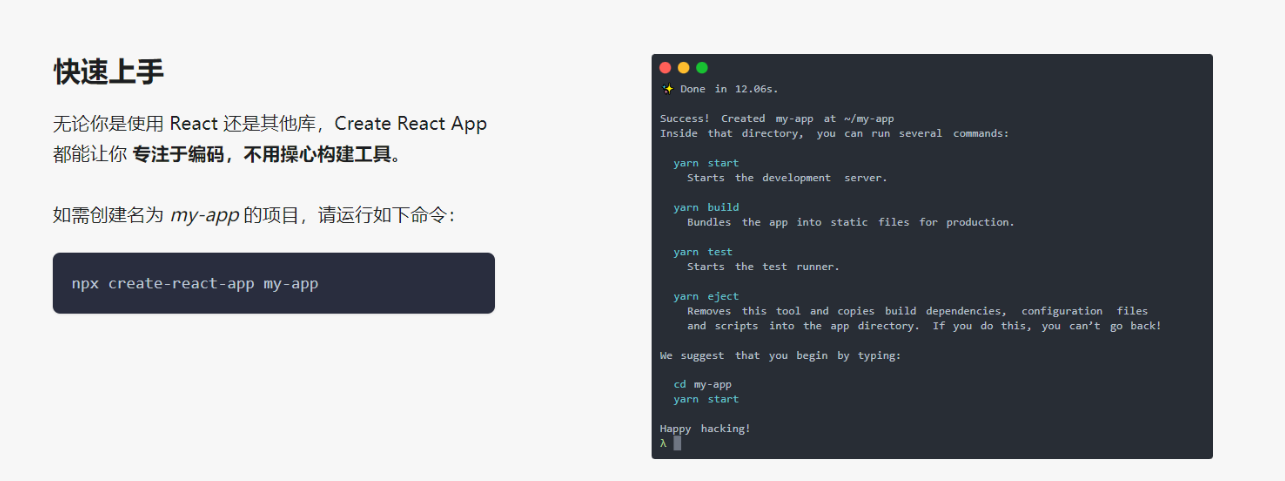 快速上手
无论你是使用 React 还是其他库，Create React App
都能让你 专注于编码，不用操心构建工具。
如需创建名为 my-app 的项目，请运行如下命令：
npx create-react-app my-app
✨ Done in 12.06s.
Success! Created my-app at ~/my-app
Inside that directory, you can run several commands:
yarn start
Starts the development server.
yarn build
Bundles the app into static files for production.
yarn test
Starts the test runner.
yarn eject
Removes this tool and copies build dependencies, configuration files
and scripts into the app directory. If you do this, you can’t go back!
We suggest that you begin by typing:
cd my-app
yarn start
Happy hacking!
λ